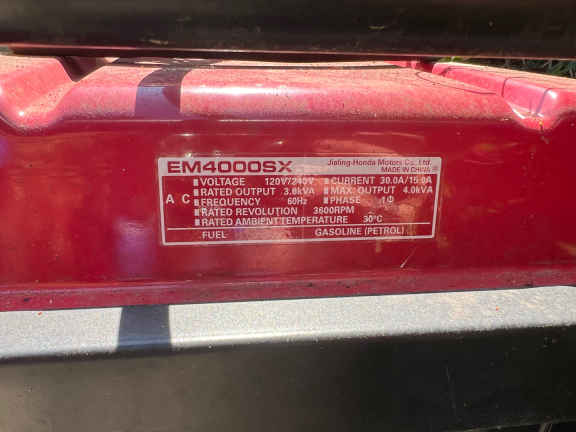 EM4000SX Jialing-Honda Motors Co., Ltd.
MADE IN CHINA
AC
VOLTAGE 120V/240V CURRENT 30.0A/15.0A
RATED OUTPUT 3.6kVA MAX. OUTPUT 4.0kVA
FREQUENCY 60Hz PHASE 1Φ
RATED REVOLUTION 3600RPM
RATED AMBIENT TEMPERATURE 30°C
FUEL GASOLINE (PETROL)